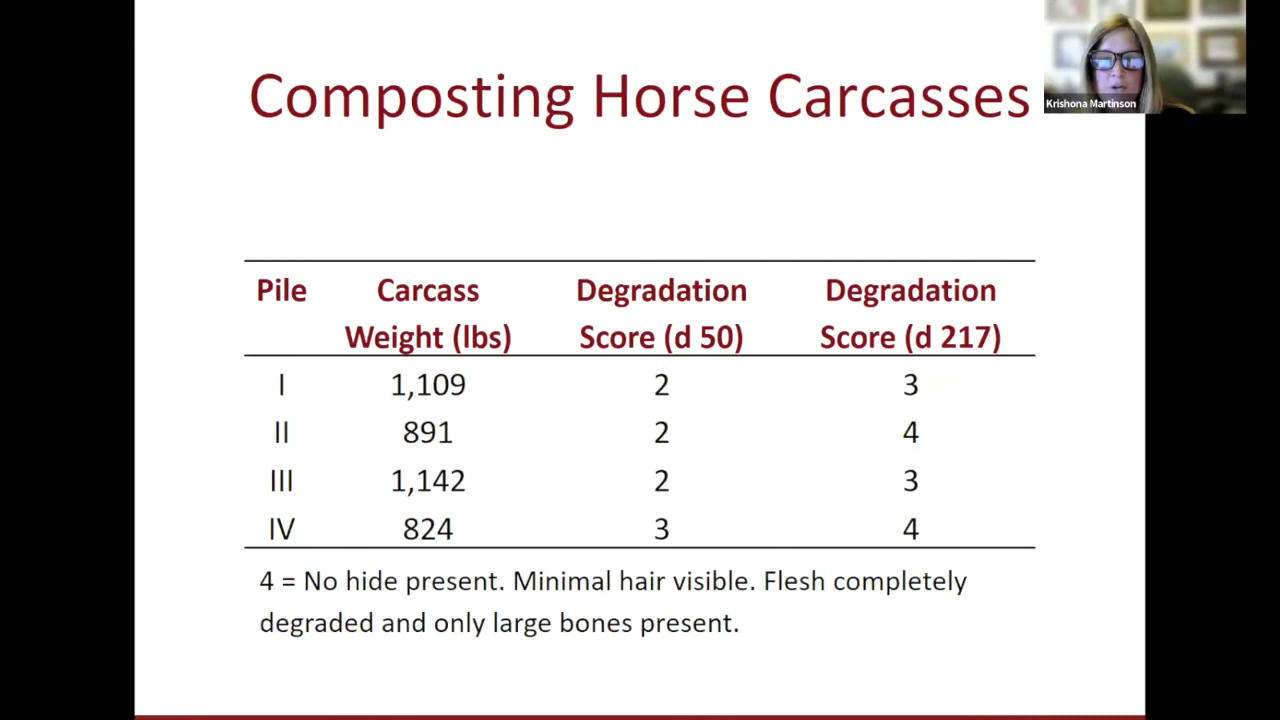 Composting Horse Carcasses
Krishona Martinson
Pile Carcass Degradation Degradation
Weight (lbs) Score (d 50) Score (d 217)
I 1,109 2 3
II 891 2 4
III 1,142 2 3
IV 824 3 4
4 = No hide present. Minimal hair visible. Flesh completely
degraded and only large bones present.